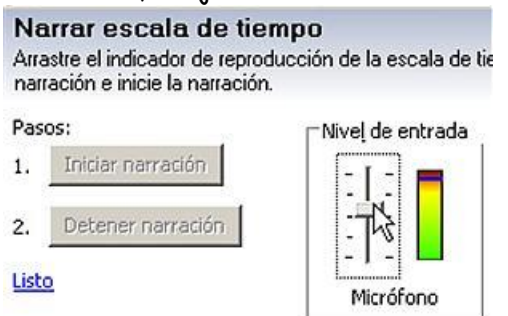 Narrar escala de tiempo
Arrastre el indicador de reproducción de la escala de tie
narración e inicie la narración.
Pasos:
1. Iniciar narración
2. Detener narración
Listo
Nivel de entrada
Micrófono